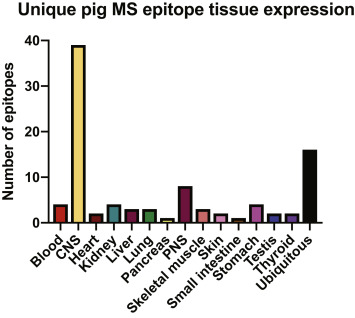 Unique pig MS epitope tissue expression
Number of epitopes
40
30
20
10
0
Blood
CNS
Heart
Kidney
Liver
Lung
Pancreas
PNS
Skeletal muscle
Skin
Small intestine
Stomach
Testis
Thyroid
Ubiquitous